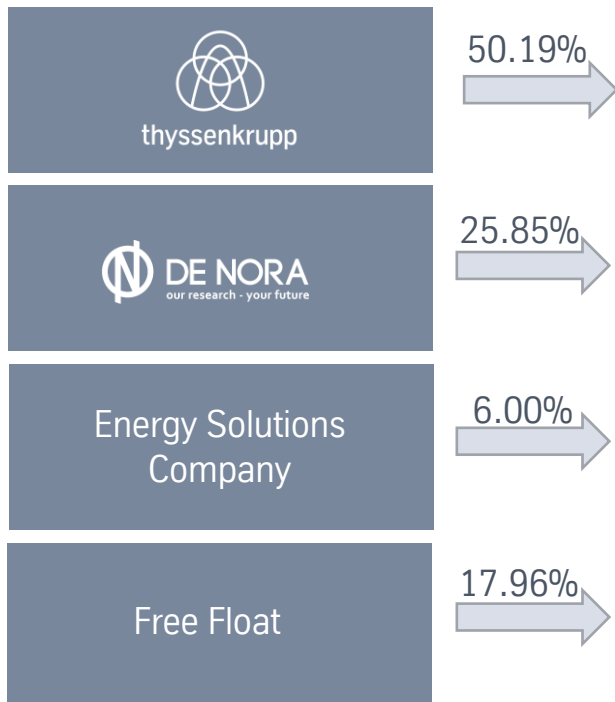 thyssenkrupp
50.19%
DE NORA
our research - your future
25.85%
Energy Solutions
Company
6.00%
Free Float
17.96%